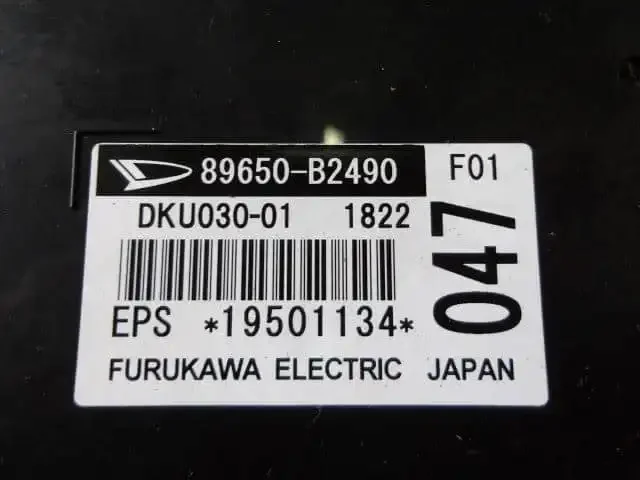 89650-B2490 F01
DKU030-01 1822
047
EPS *19501134*
FURUKAWA ELECTRIC JAPAN